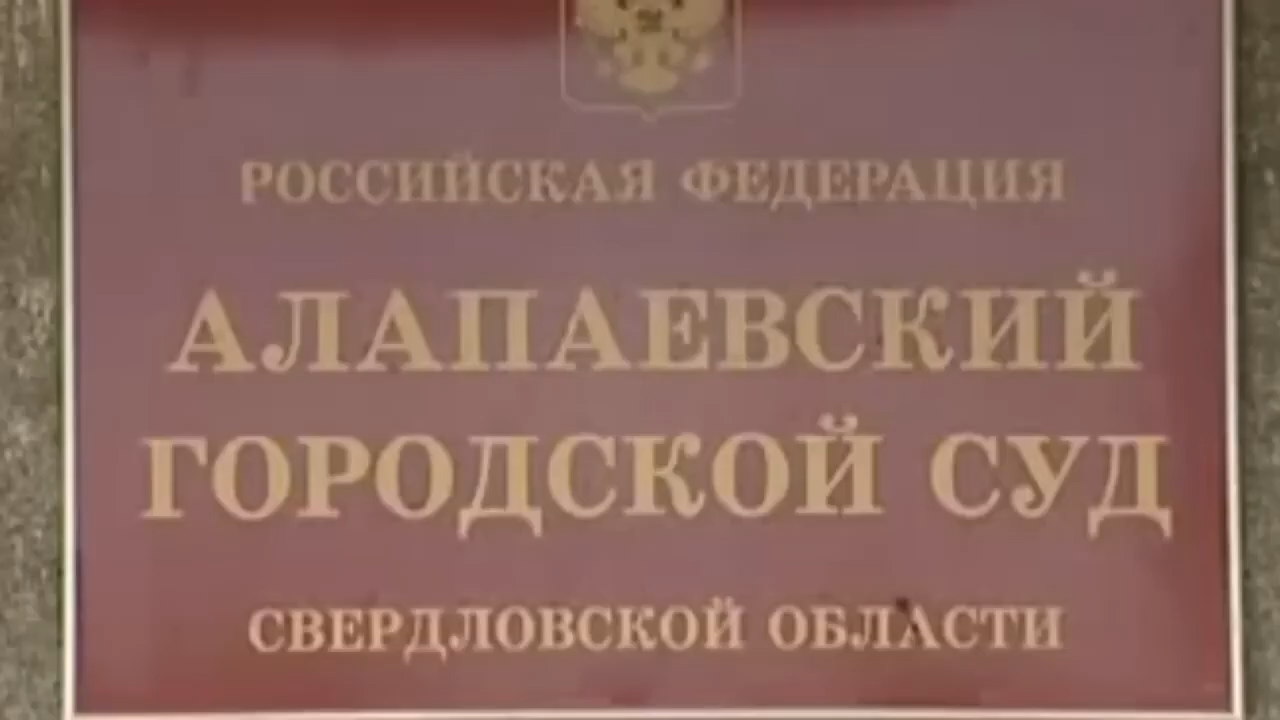 РОССИЙСКАЯ ФЕДЕРАЦИЯ
АЛАПАЕВСКИЙ
ГОРОДСКОЙ СУД
СВЕРДЛОВСКОЙ ОБЛАСТИ